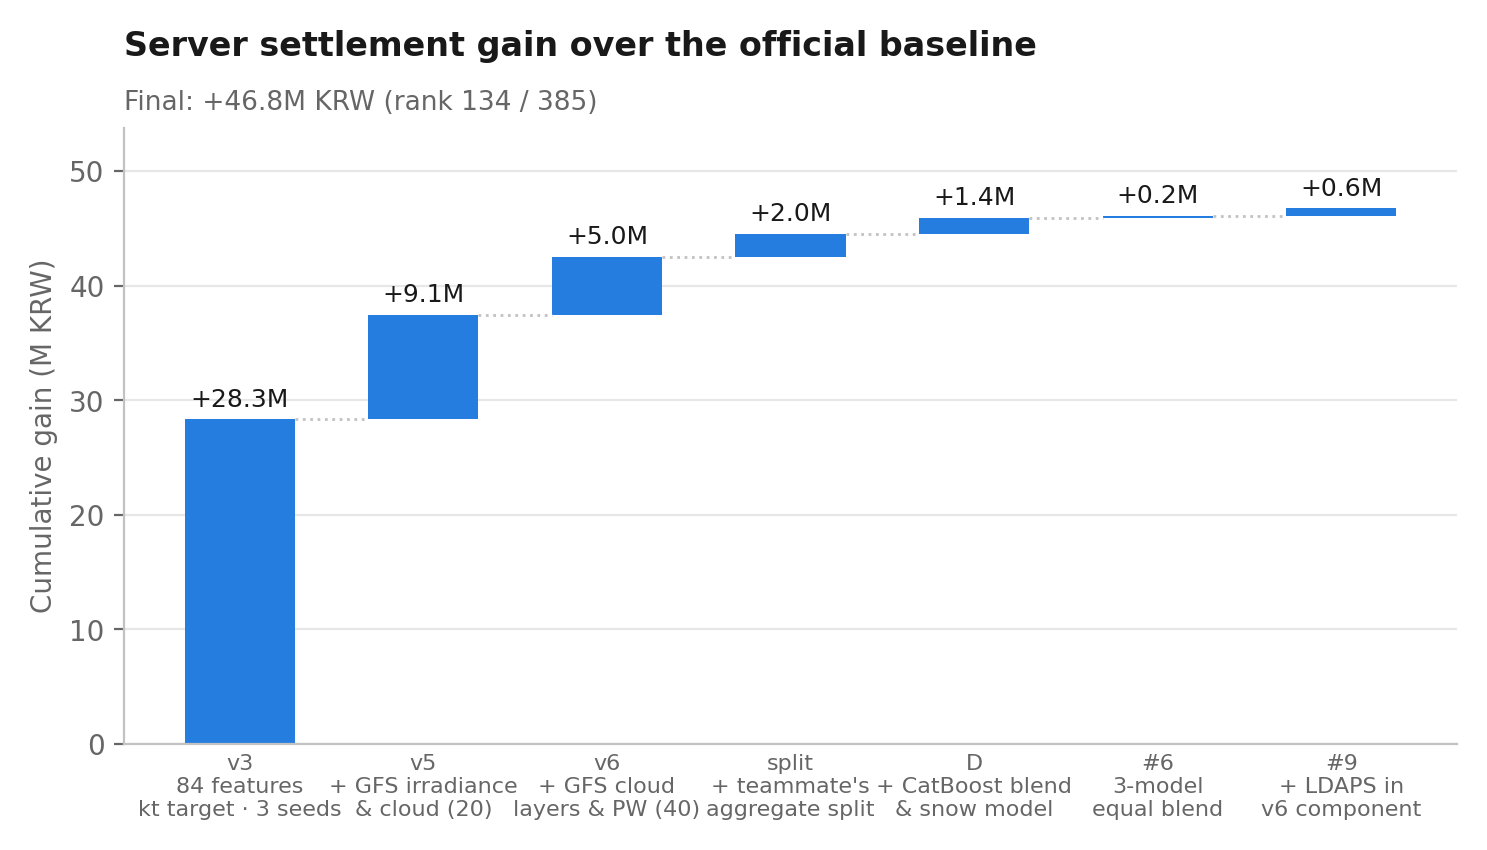 Server settlement gain over the official baseline
Final: +46.8M KRW (rank 134 / 385)
Cumulative gain (M KRW)
50
40
30
20
10
0
+28.3M
+9.1M
+5.0M
+2.0M
+1.4M
+0.2M
+0.6M
v3
84 features
kt target · 3 seeds
v5
+ GFS irradiance
& cloud (20)
v6
+ GFS cloud
layers & PW (40)
split
+ teammate's
aggregate split
D
+ CatBoost blend
& snow model
#6
3-model
equal blend
#9
+ LDAPS in
v6 component